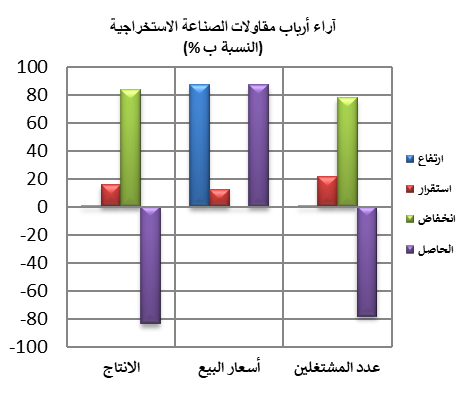 آراء أرباب مقاولات الصناعة الاستخراجية
(النسبة ب %)
100
80
60
40
20
0
-20
-40
-60
-80
-100
ارتفاع
استقرار
انخفاض
الحاصل
الانتاج
أسعار البيع
عدد المشتغلين